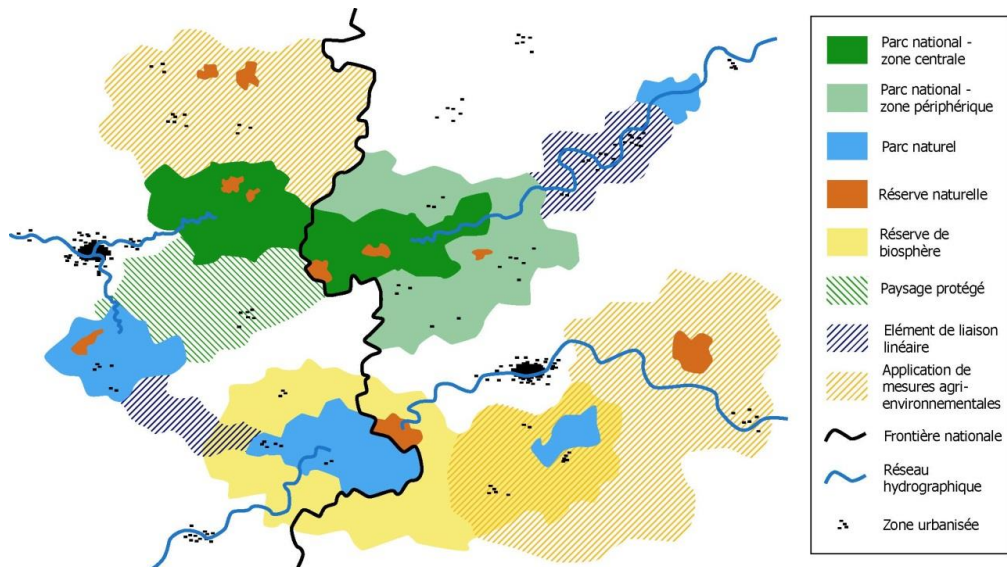 Parc national -
zone centrale
Parc national -
zone périphérique
Parc naturel
Réserve naturelle
Réserve de
biosphère
Paysage protégé
Elément de liaison
linéaire
Application de
mesures agri-
environnementales
Frontière nationale
Réseau
hydrographique
Zone urbanisée